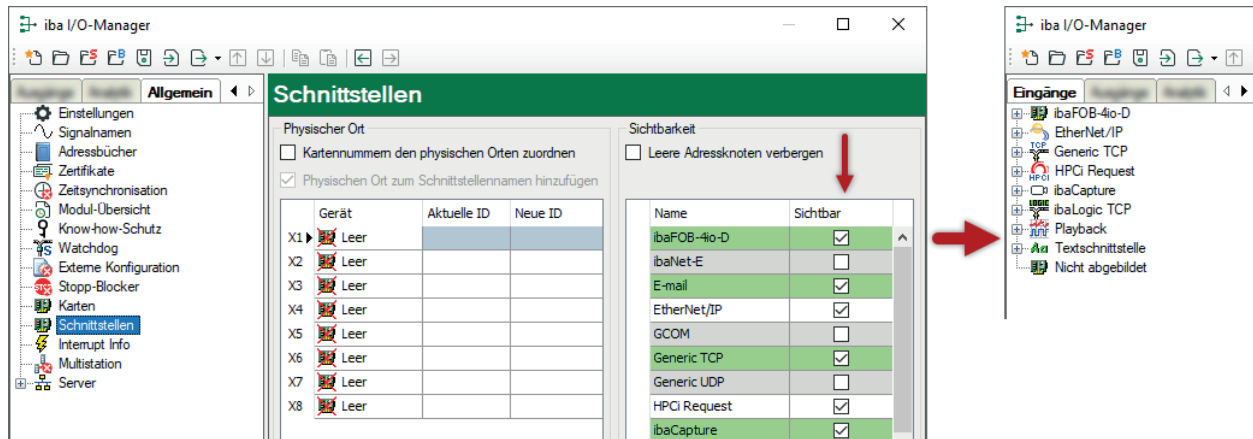 iba I/O-Manager
Allgemein
Einstellungen
Signalnamen
Adressbücher
Zertifikate
Zeitsynchronisation
Modul-Übersicht
Know-how-Schutz
Watchdog
Externe Konfiguration
Stopp-Blocker
Karten
Schnittstellen
Interrupt Info
Multistation
Server
Schnittstellen
Physischer Ort
Kartennummern den physischen Orten zuordnen
Physischen Ort zum Schnittstellennamen hinzufügen
Gerät Aktuelle ID Neue ID
X1 Leer
X2 Leer
X3 Leer
X4 Leer
X5 Leer
X6 Leer
X7 Leer
X8 Leer
Sichtbarkeit
Leere Adressknoten verbergen
Name Sichtbar
ibaFOB-4io-D
ibaNet-E
E-mail
EtherNet/IP
GCOM
Generic TCP
Generic UDP
HPCi Request
ibaCapture
iba I/O-Manager
Eingänge
ibaFOB-4io-D
EtherNet/IP
TCP Generic TCP
HPCi HPCi Request
ibaCapture
LOGIC ibaLogic TCP
Playback
Aa Textschnittstelle
Nicht abgebildet